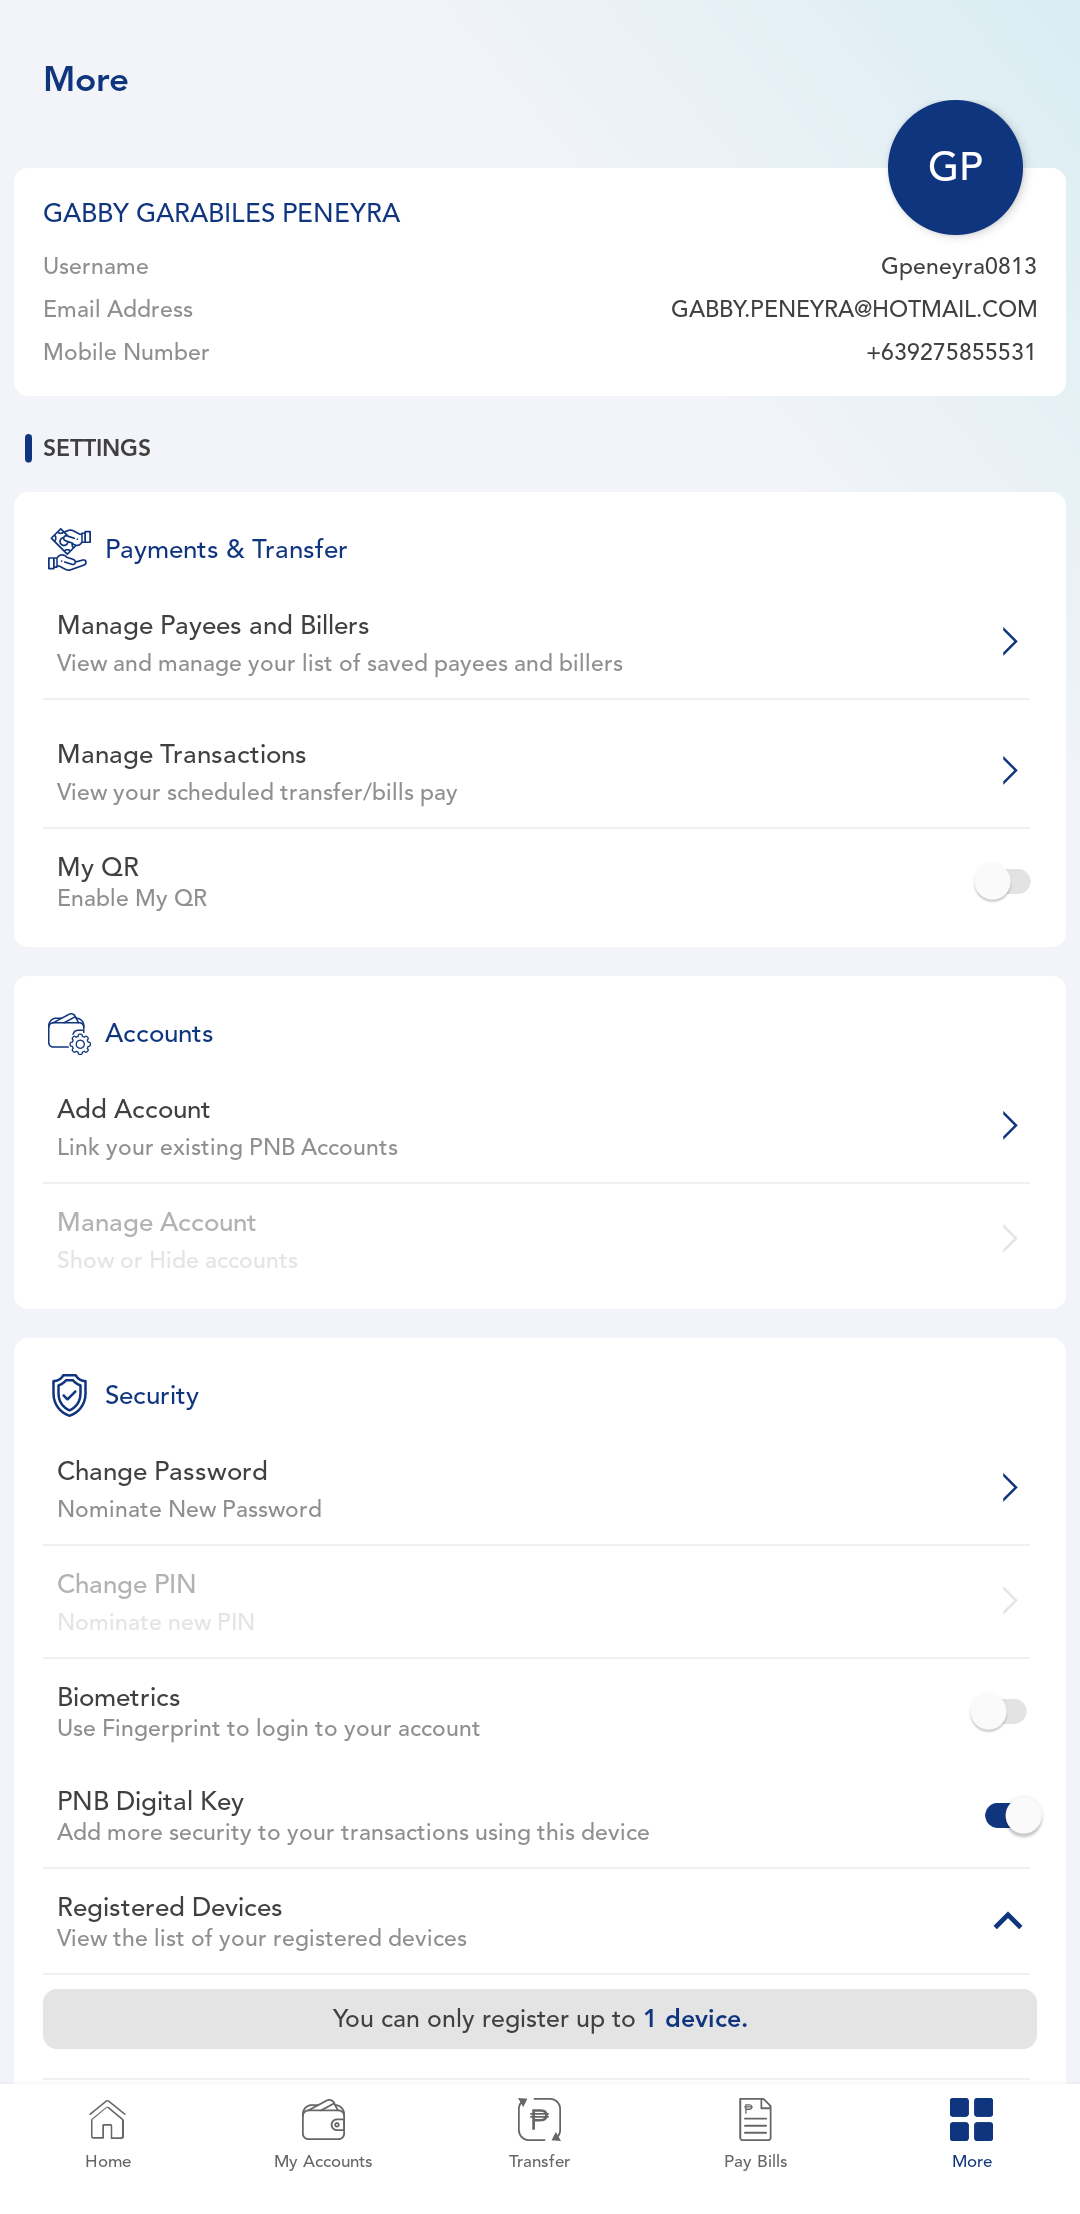 More
GP
GABBY GARABILES PENEYRA
Username Gpeneyra0813
Email Address GABBY.PENEYRA@HOTMAIL.COM
Mobile Number +639275855531
SETTINGS
Payments & Transfer
Manage Payees and Billers
View and manage your list of saved payees and billers
Manage Transactions
View your scheduled transfer/bills pay
My QR
Enable My QR
Accounts
Add Account
Link your existing PNB Accounts
Manage Account
Show or Hide accounts
Security
Change Password
Nominate New Password
Change PIN
Nominate new PIN
Biometrics
Use Fingerprint to login to your account
PNB Digital Key
Add more security to your transactions using this device
Registered Devices
View the list of your registered devices
You can only register up to 1 device.
Home My Accounts Transfer Pay Bills More